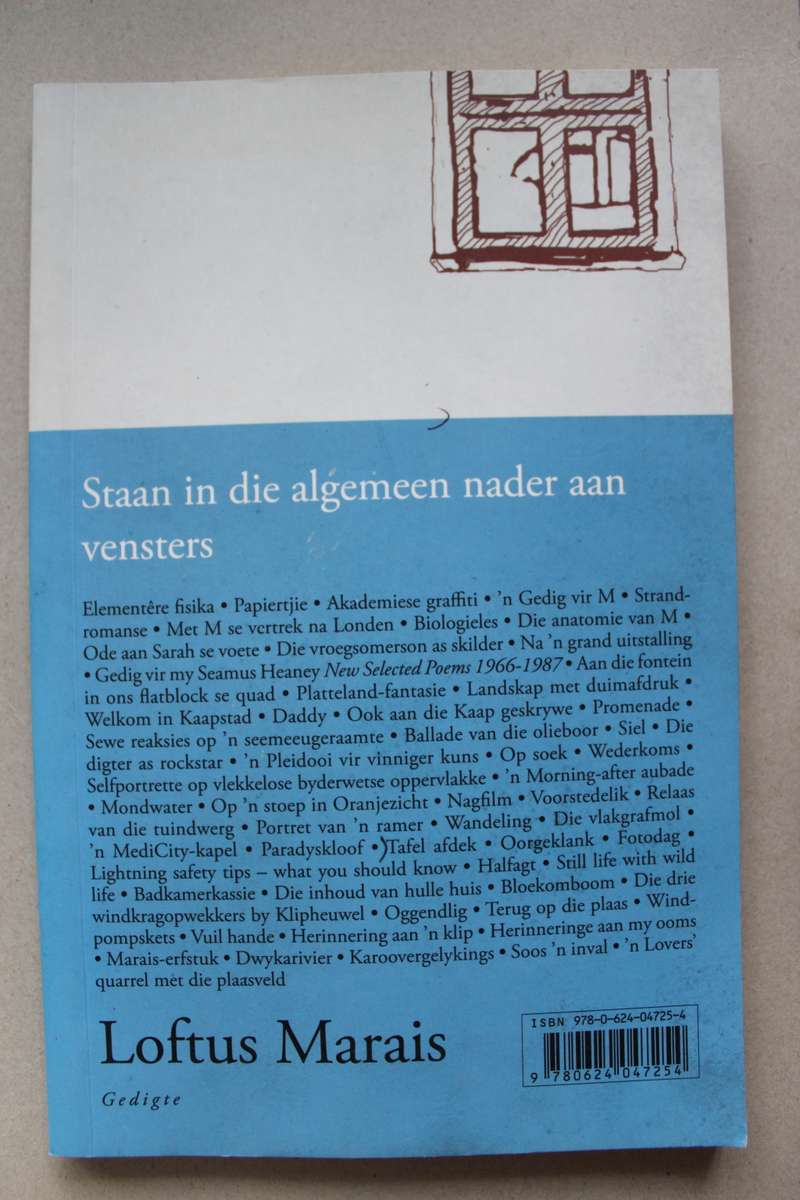 Staan in die algemeen nader aan
vensters
Elementêre fisika • Papiertjie • Akademiese graffiti • 'n Gedig vir M • Strand-
romanse • Met M se vertrek na Londen • Biologieles • Die anatomie van M •
Ode aan Sarah se voete • Die vroegsomerson as skilder • Na 'n grand uitstalling
• Gedig vir my Seamus Heaney New Selected Poems 1966-1987 • Aan die fontein
in ons flatblock se quad • Platteland-fantasie • Landskap met duimafdruk •
Welkom in Kaapstad • Daddy • Ook aan die Kaap geskrywe • Promenade •
Sewe reaksies op 'n seemeeugeraamte • Ballade van die olieboor • Siel • Die
digter as rockstar • 'n Pleidooi vir vinniger kuns • Op soek • Wederkoms •
Selfportrette op vlekkelose byderwetse oppervlakke • 'n Morning-after aubade
• Mondwater • Op 'n stoep in Oranjezicht • Nagfilm • Voorstedelik • Relaas
van die tuindwerg • Portret van 'n ramer • Wandeling • Die vlakgrafmol •
'n MediCity-kapel • Paradyskloof • Tafel afdek • Oorgeklank • Fotodag •
Lightning safety tips – what you should know • Halfagt • Still life with wild
life • Badkamerkassie • Die inhoud van hulle huis • Bloekomboom • Die drie
windkragopwekkers by Klipheuwel • Oggendlig • Terug op die plaas • Wind-
pompskets • Vuil hande • Herinnering aan 'n klip • Herinneringe aan my ooms
• Marais-erfstuk • Dwykarivier • Karoovergelykings • Soos 'n inval • 'n Lovers'
quarrel mét die plaasveld
Loftus Marais
Gedigte
ISBN 978-0-624-04725-4
9 780624 047254